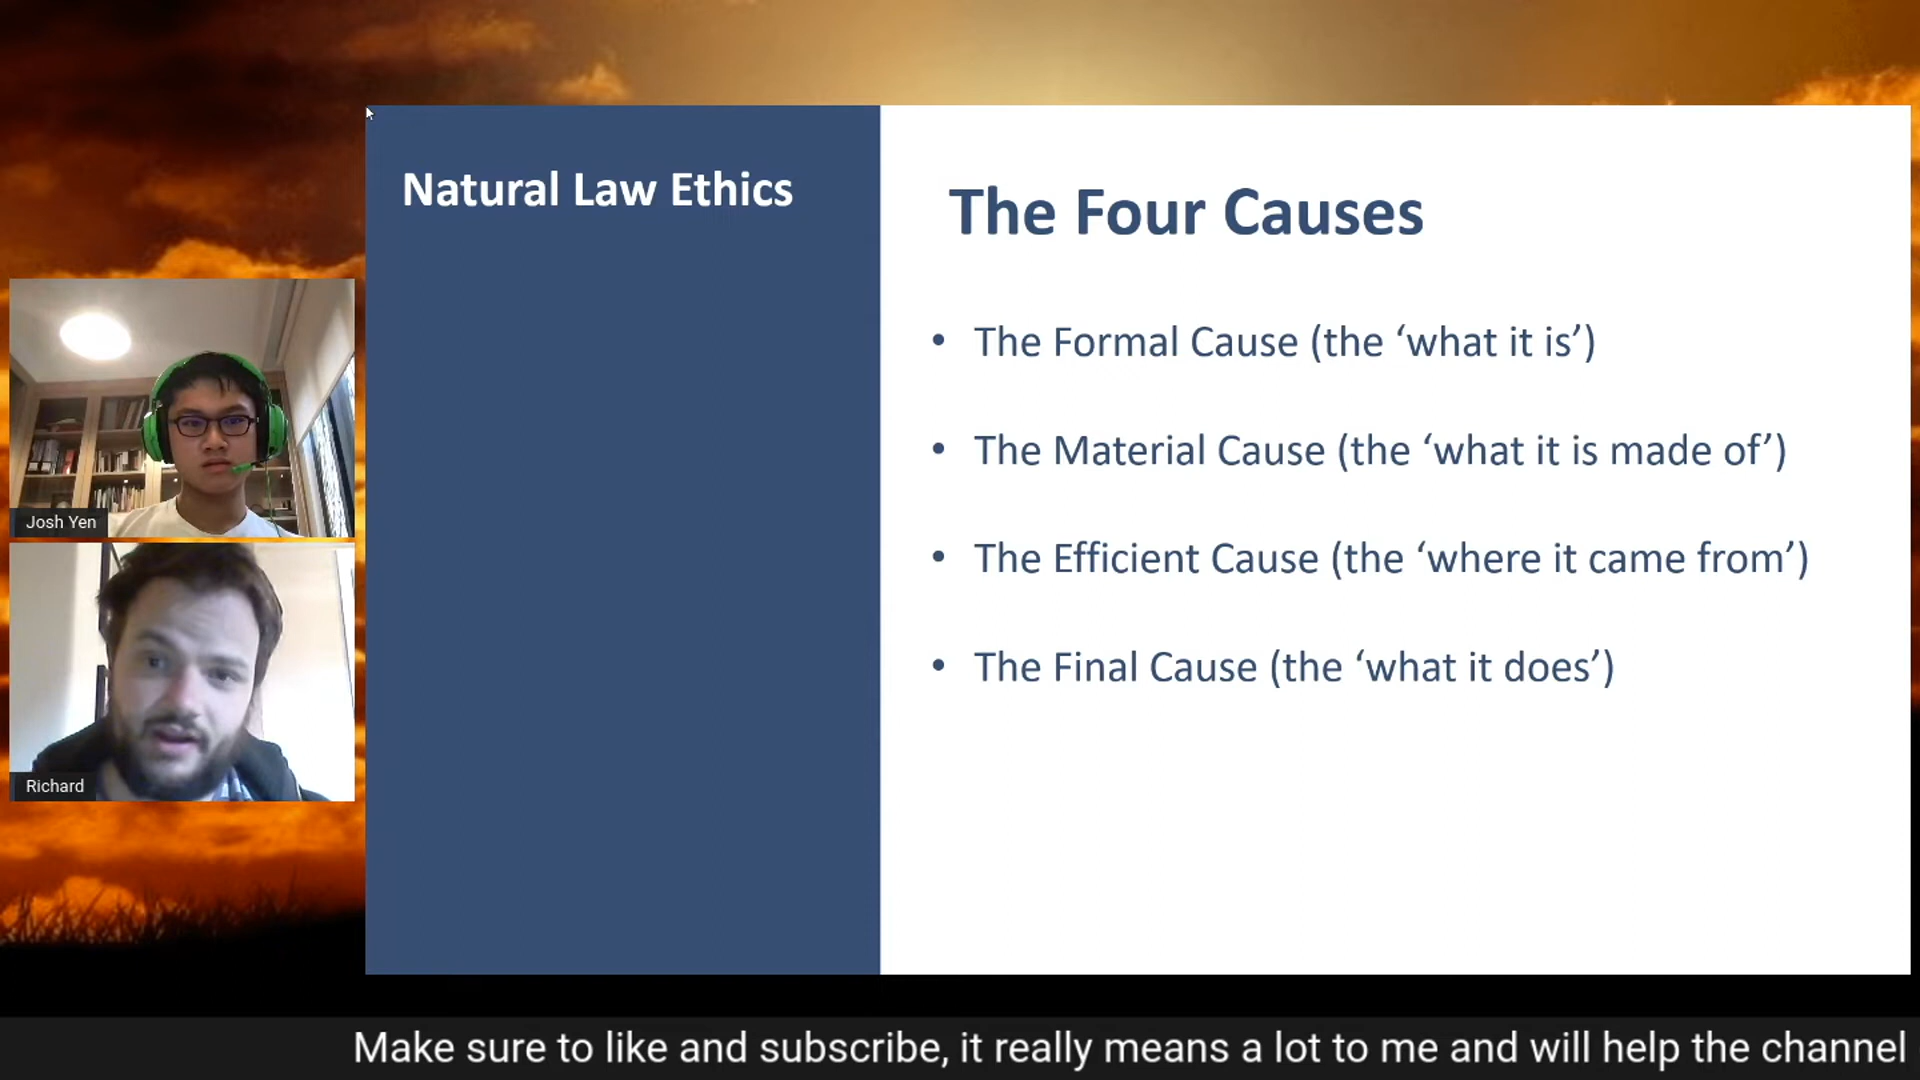 Natural Law Ethics
The Four Causes
• The Formal Cause (the ‘what it is’)
• The Material Cause (the ‘what it is made of’)
• The Efficient Cause (the ‘where it came from’)
• The Final Cause (the ‘what it does’)
Josh Yen
Richard
Make sure to like and subscribe, it really means a lot to me and will help the channel